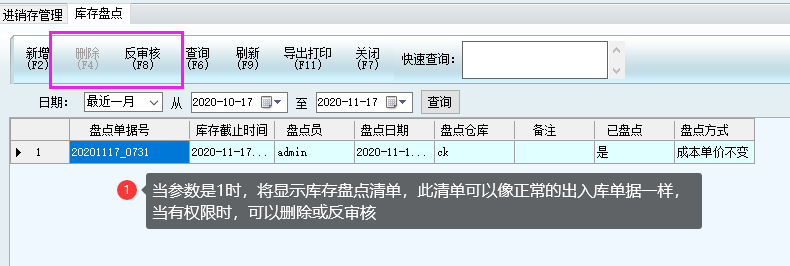 进销存管理 库存盘点
新增 删除 反审核 查询 刷新 导出打印 关闭 快速查询：
(F2) (F4) (F8) (F6) (F9) (F11) (F7)
日期： 最近一月 从 2020-10-17 至 2020-11-17 查询
盘点单据号 库存截止时间 盘点员 盘点日期 盘点仓库 备注 已盘点 盘点方式
1 20201117_0731 2020-11-17... admin 2020-11-1... ck 是 成本单价不变
1 当参数是1时，将显示库存盘点清单，此清单可以像正常的出入库单据一样，
当有权限时，可以删除或反审核